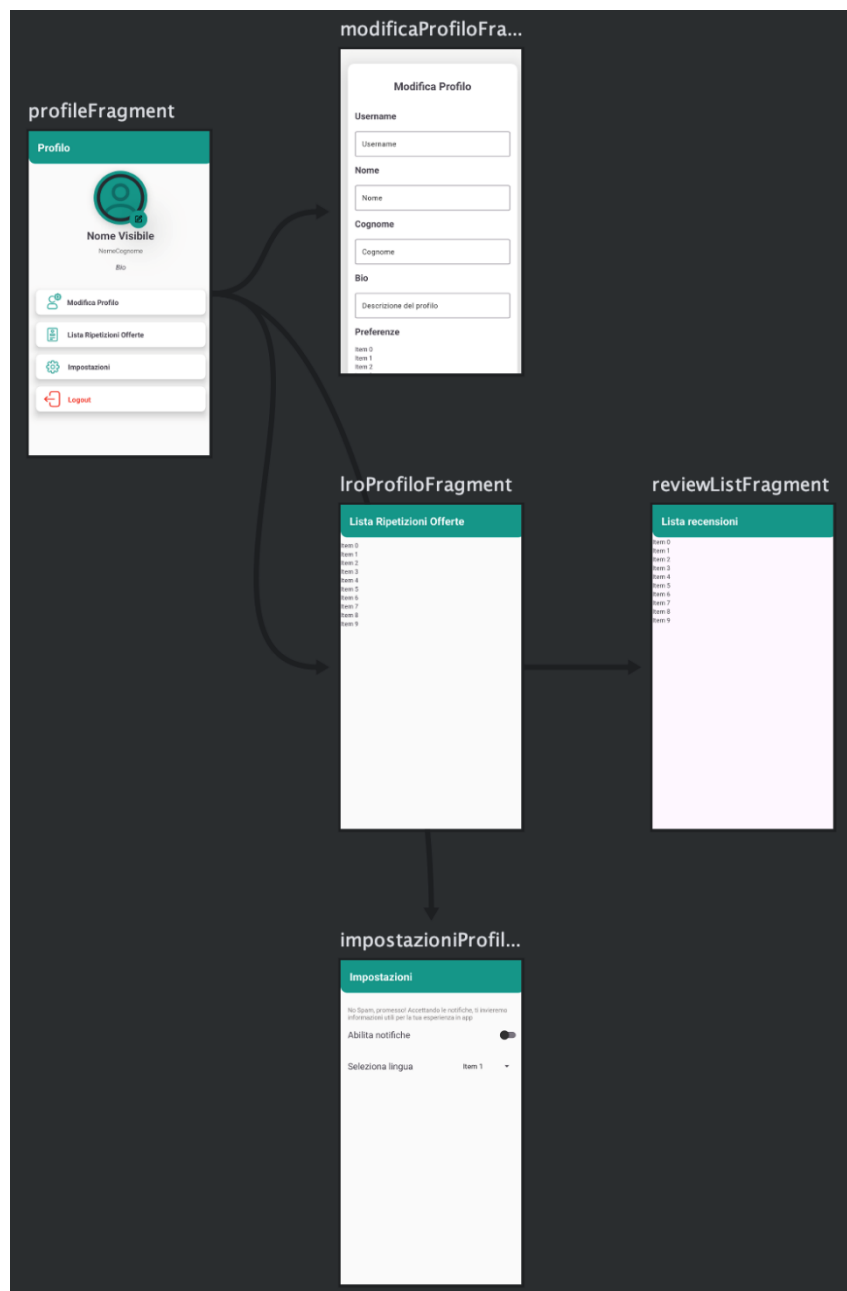 modificaProfiloFra...
Modifica Profilo
Username
Username
Nome
Nome
Cognome
Cognome
Bio
Descrizione del profilo
Preferenze
Item 0
Item 1
Item 2
profileFragment
Profilo
Nome Visibile
NomeCognome
Bio
Modifica Profilo
Lista Ripetizioni Offerte
Impostazioni
Logout
lroProfiloFragment
Lista Ripetizioni Offerte
Item 0
Item 1
Item 2
Item 3
Item 4
Item 5
Item 6
Item 7
Item 8
Item 9
reviewListFragment
Lista recensioni
Item 0
Item 1
Item 2
Item 3
Item 4
Item 5
Item 6
Item 7
Item 8
Item 9
impostazioniProfil...
Impostazioni
No Spam, promesso! Accettando le notifiche, ti invieremo
informazioni utili per la tua esperienza in app
Abilita notifiche
Seleziona lingua
Item 1